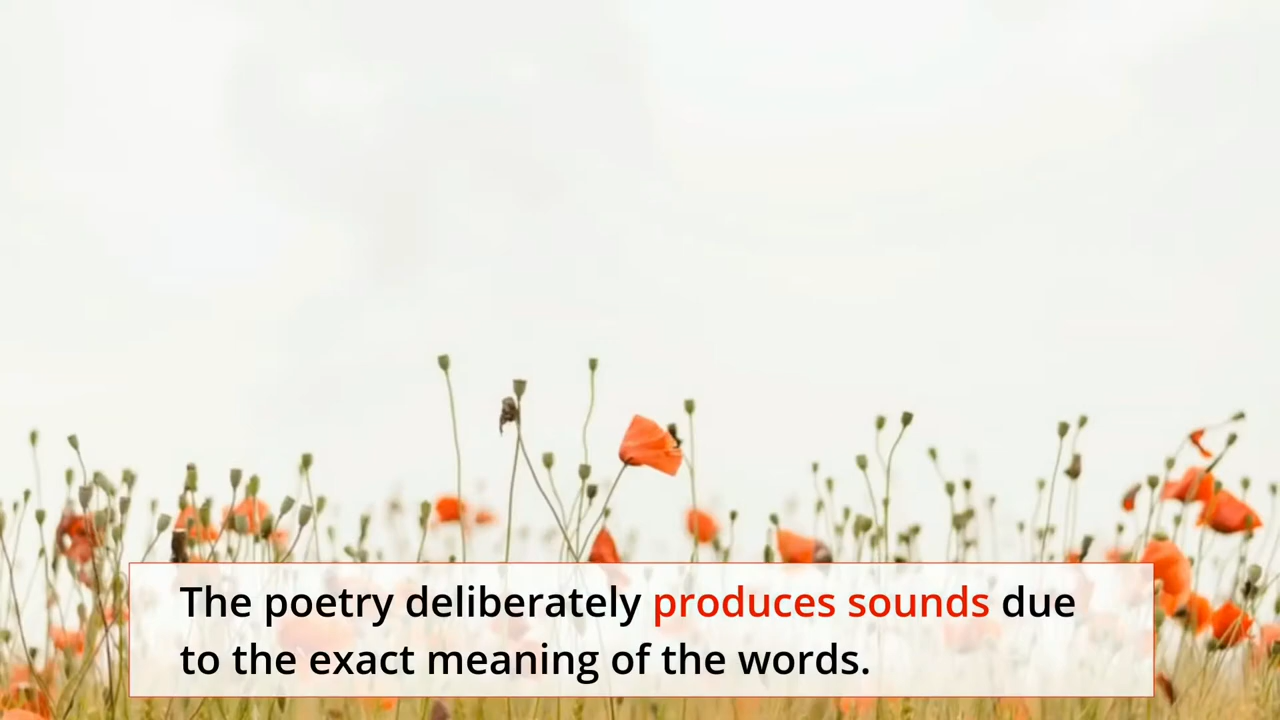 The poetry deliberately produces sounds due
to the exact meaning of the words.